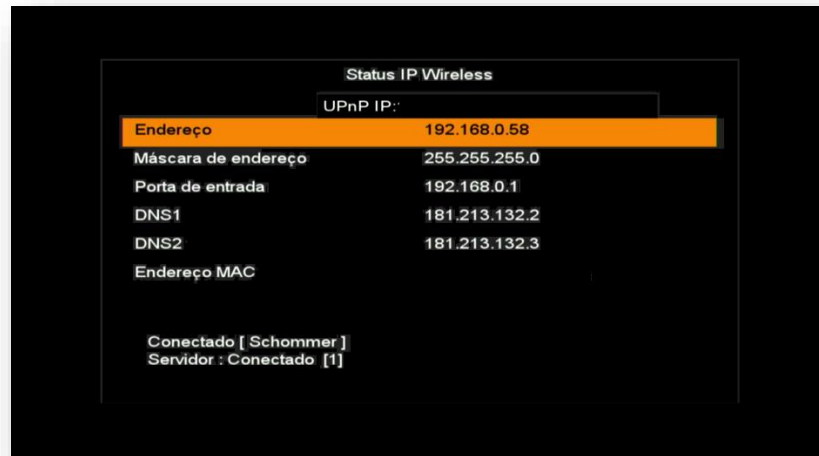 Status IP Wireless
UPnP IP:
Endereço 192.168.0.58
Máscara de endereço 255.255.255.0
Porta de entrada 192.168.0.1
DNS1 181.213.132.2
DNS2 181.213.132.3
Endereço MAC
Conectado [ Schommer ]
Servidor : Conectado [1]